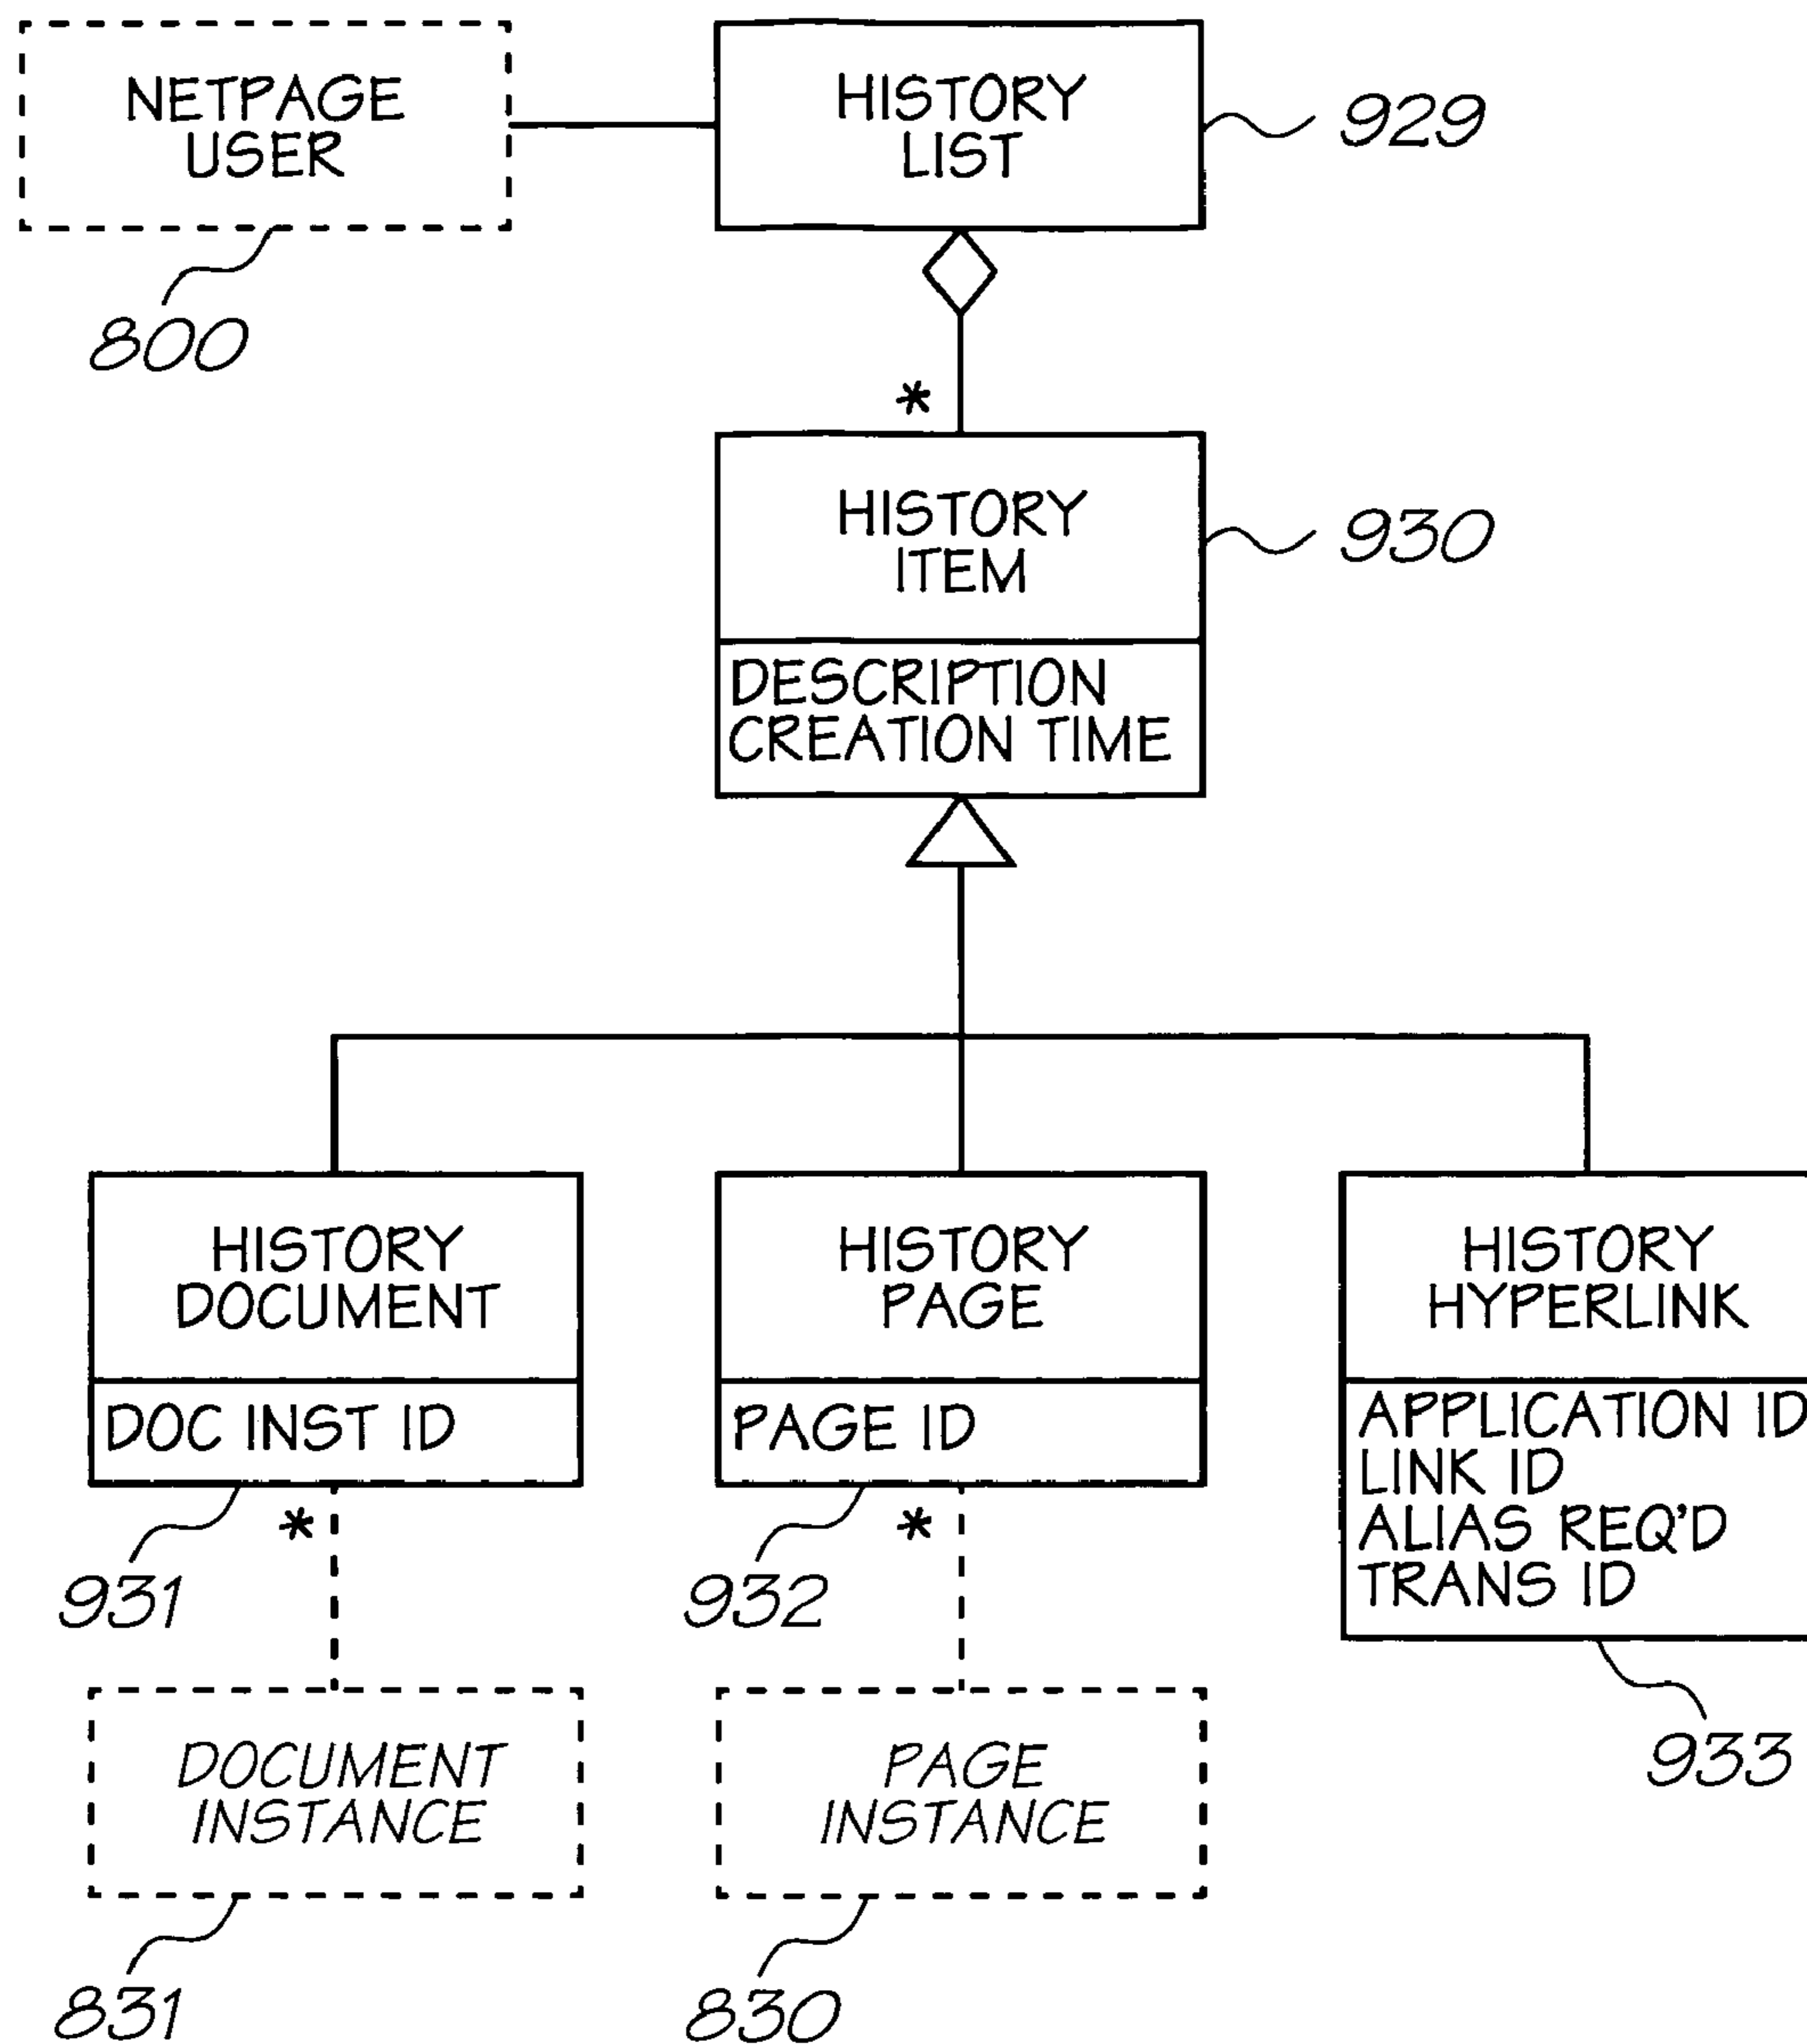 NETPAGE
USER
800
HISTORY
LIST
929
*
HISTORY
ITEM
930
DESCRIPTION
CREATION TIME
HISTORY
DOCUMENT
DOC INST ID
*
931
HISTORY
PAGE
PAGE ID
*
932
HISTORY
HYPERLINK
APPLICATION ID
LINK ID
ALIAS REQ'D
TRANS ID
933
DOCUMENT
INSTANCE
831
PAGE
INSTANCE
830